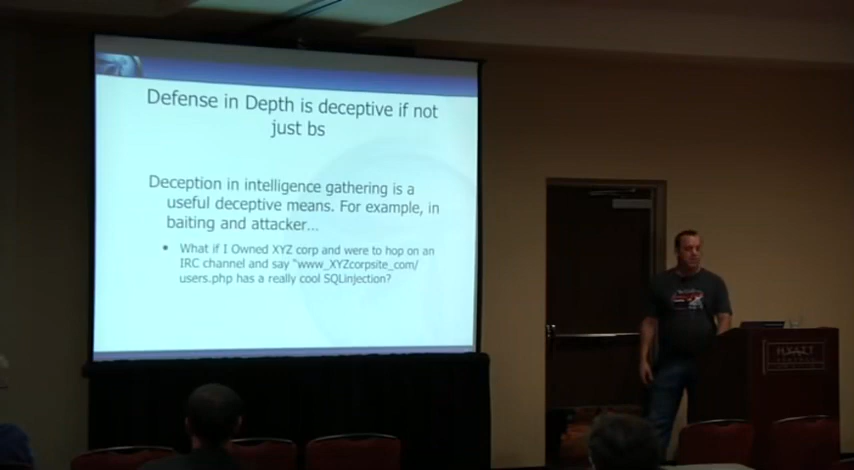 Defense in Depth is deceptive if not
just bs
Deception in intelligence gathering is a
useful deceptive means. For example, in
baiting and attacker...
• What if I Owned XYZ corp and were to hop on an
IRC channel and say "www_XYZcorpsite_com/
users.php has a really cool SQLinjection?
HYATT